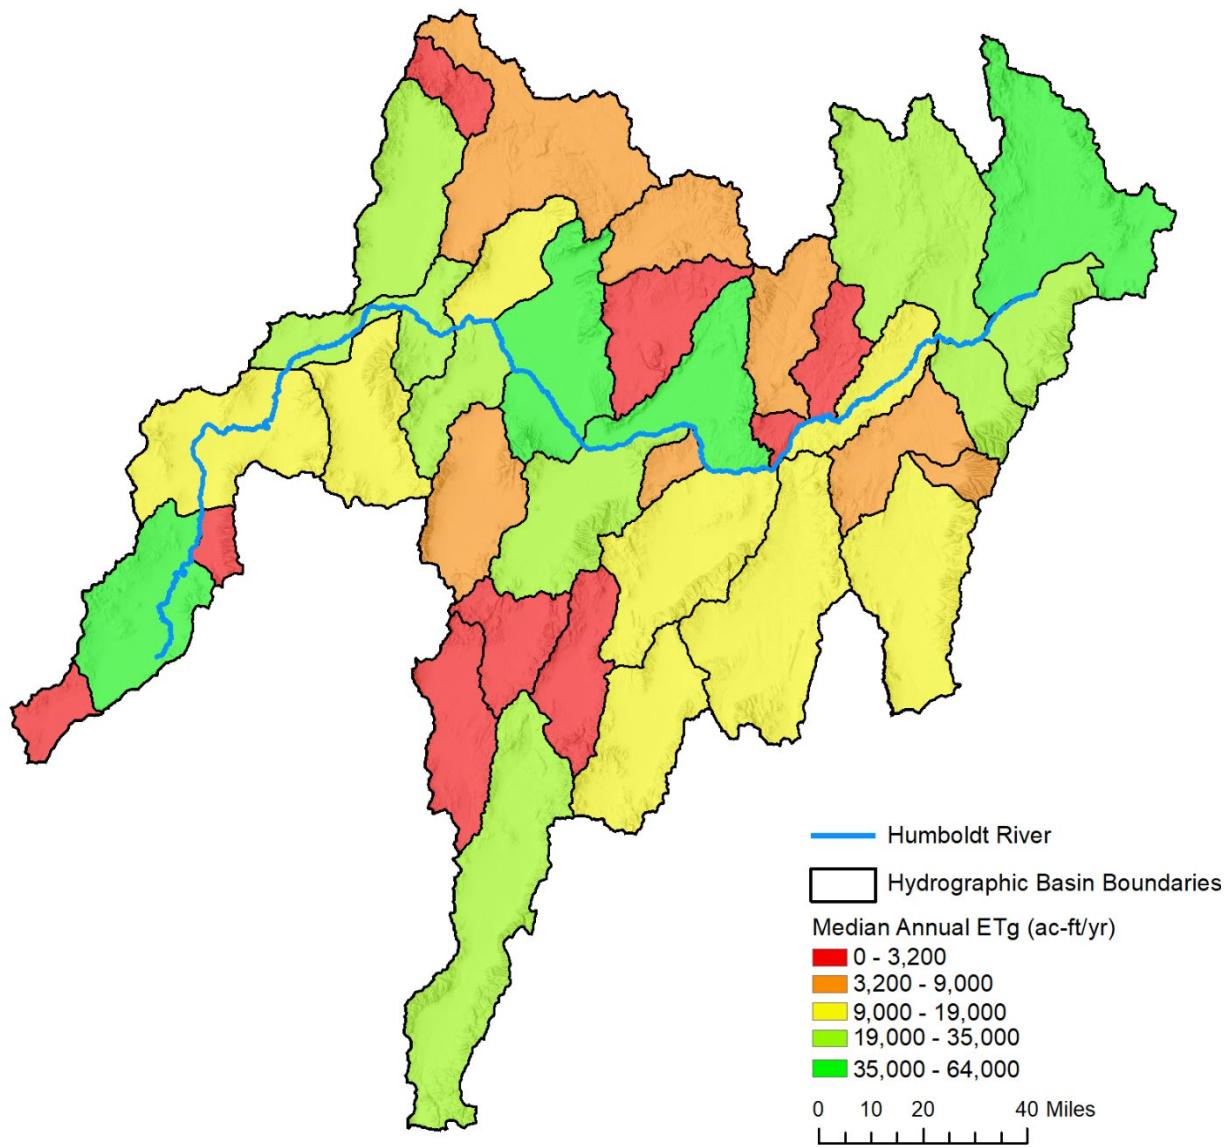 Humboldt River
Hydrographic Basin Boundaries
Median Annual ETg (ac-ft/yr)
0 - 3,200
3,200 - 9,000
9,000 - 19,000
19,000 - 35,000
35,000 - 64,000
0 10 20 40 Miles